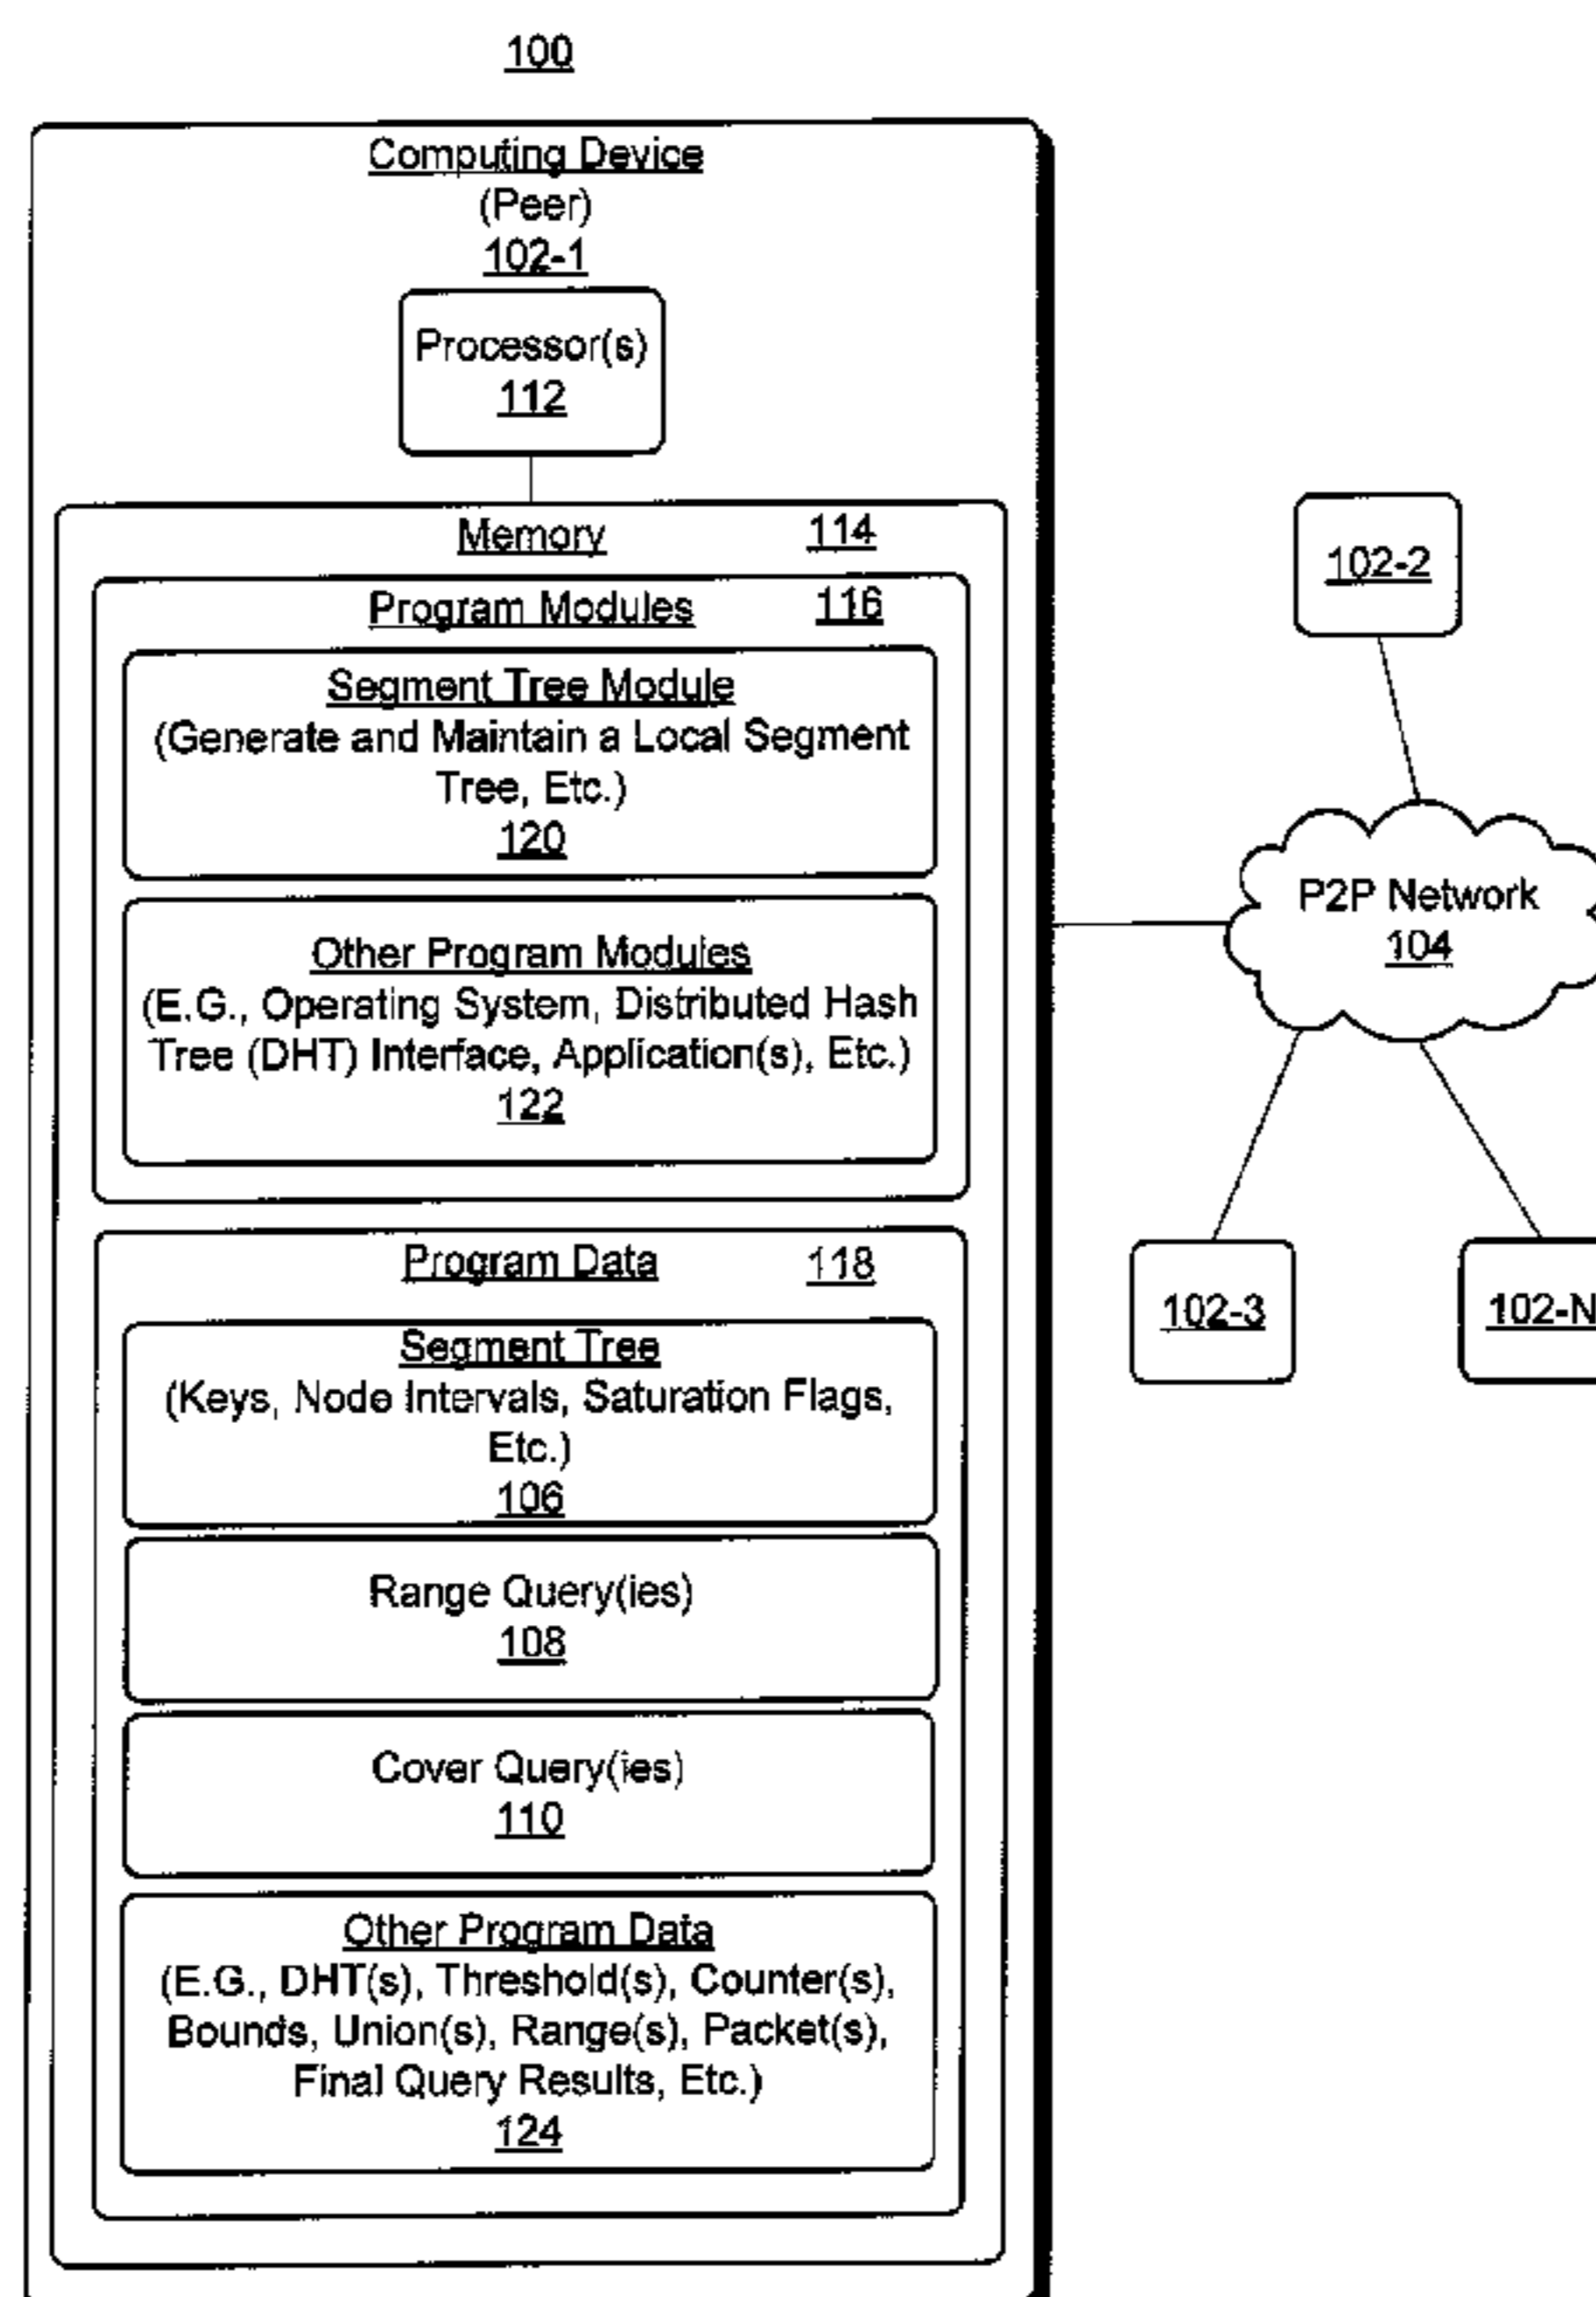 100
Computing Device
(Peer)
102-1
Processor(s)
112
Memory 114
Program Modules 116
Segment Tree Module
(Generate and Maintain a Local Segment
Tree, Etc.)
120
Other Program Modules
(E.G., Operating System, Distributed Hash
Tree (DHT) Interface, Application(s), Etc.)
122
Program Data 118
Segment Tree
(Keys, Node Intervals, Saturation Flags,
Etc.)
106
Range Query(ies)
108
Cover Query(ies)
110
Other Program Data
(E.G., DHT(s), Threshold(s), Counter(s),
Bounds, Union(s), Range(s), Packet(s),
Final Query Results, Etc.)
124
102-2
P2P Network
104
102-3
102-N